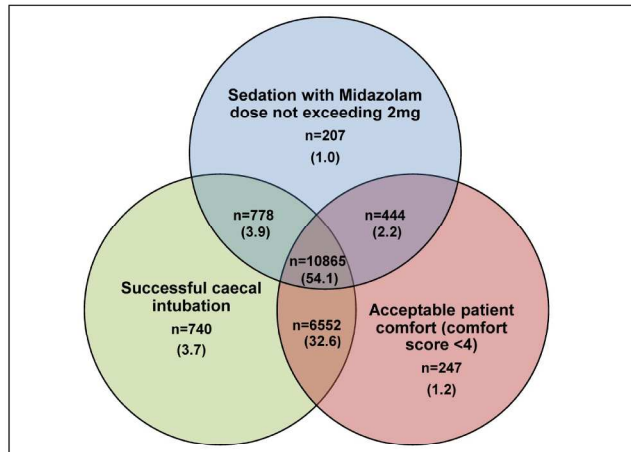 Sedation with Midazolam
dose not exceeding 2mg
n=207
(1.0)
n=778
(3.9)
n=444
(2.2)
n=10865
(54.1)
Successful caecal
intubation
n=740
(3.7)
n=6552
(32.6)
Acceptable patient
comfort (comfort
score <4)
n=247
(1.2)